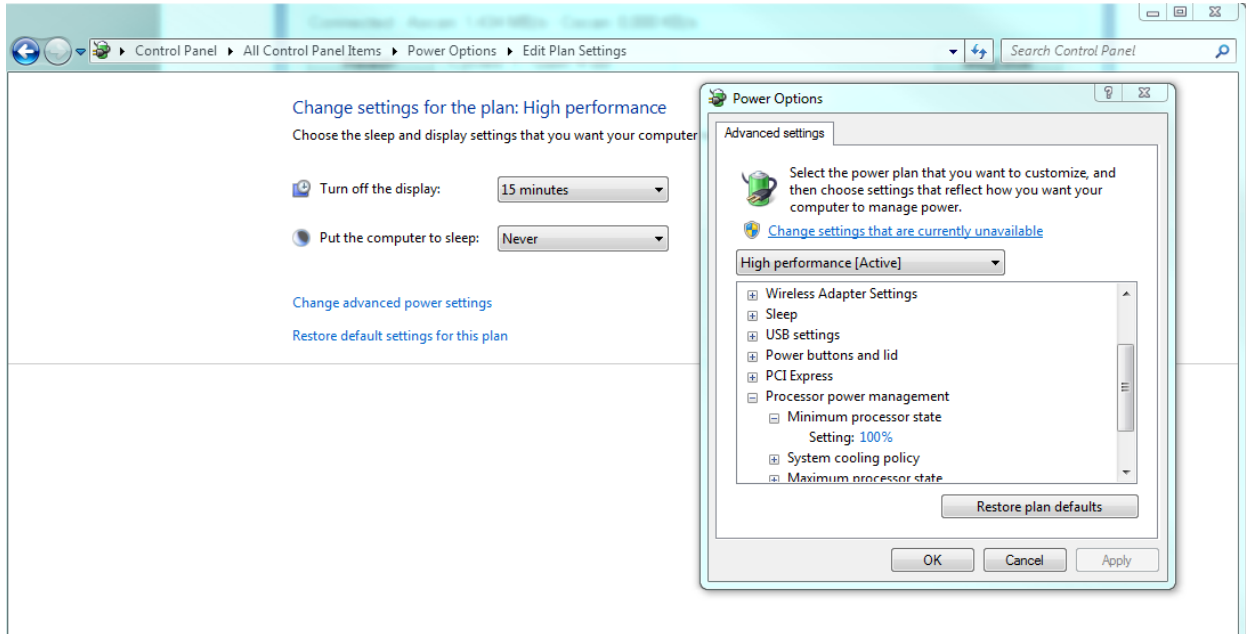 Control Panel All Control Panel Items Power Options Edit Plan Settings
Search Control Panel
Change settings for the plan: High performance
Choose the sleep and display settings that you want your computer
Turn off the display: 15 minutes
Put the computer to sleep: Never
Change advanced power settings
Restore default settings for this plan
Power Options
Advanced settings
Select the power plan that you want to customize, and
then choose settings that reflect how you want your
computer to manage power.
Change settings that are currently unavailable
High performance [Active]
Wireless Adapter Settings
Sleep
USB settings
Power buttons and lid
PCI Express
Processor power management
Minimum processor state
Setting: 100%
System cooling policy
Maximum processor state
Restore plan defaults
OK Cancel Apply